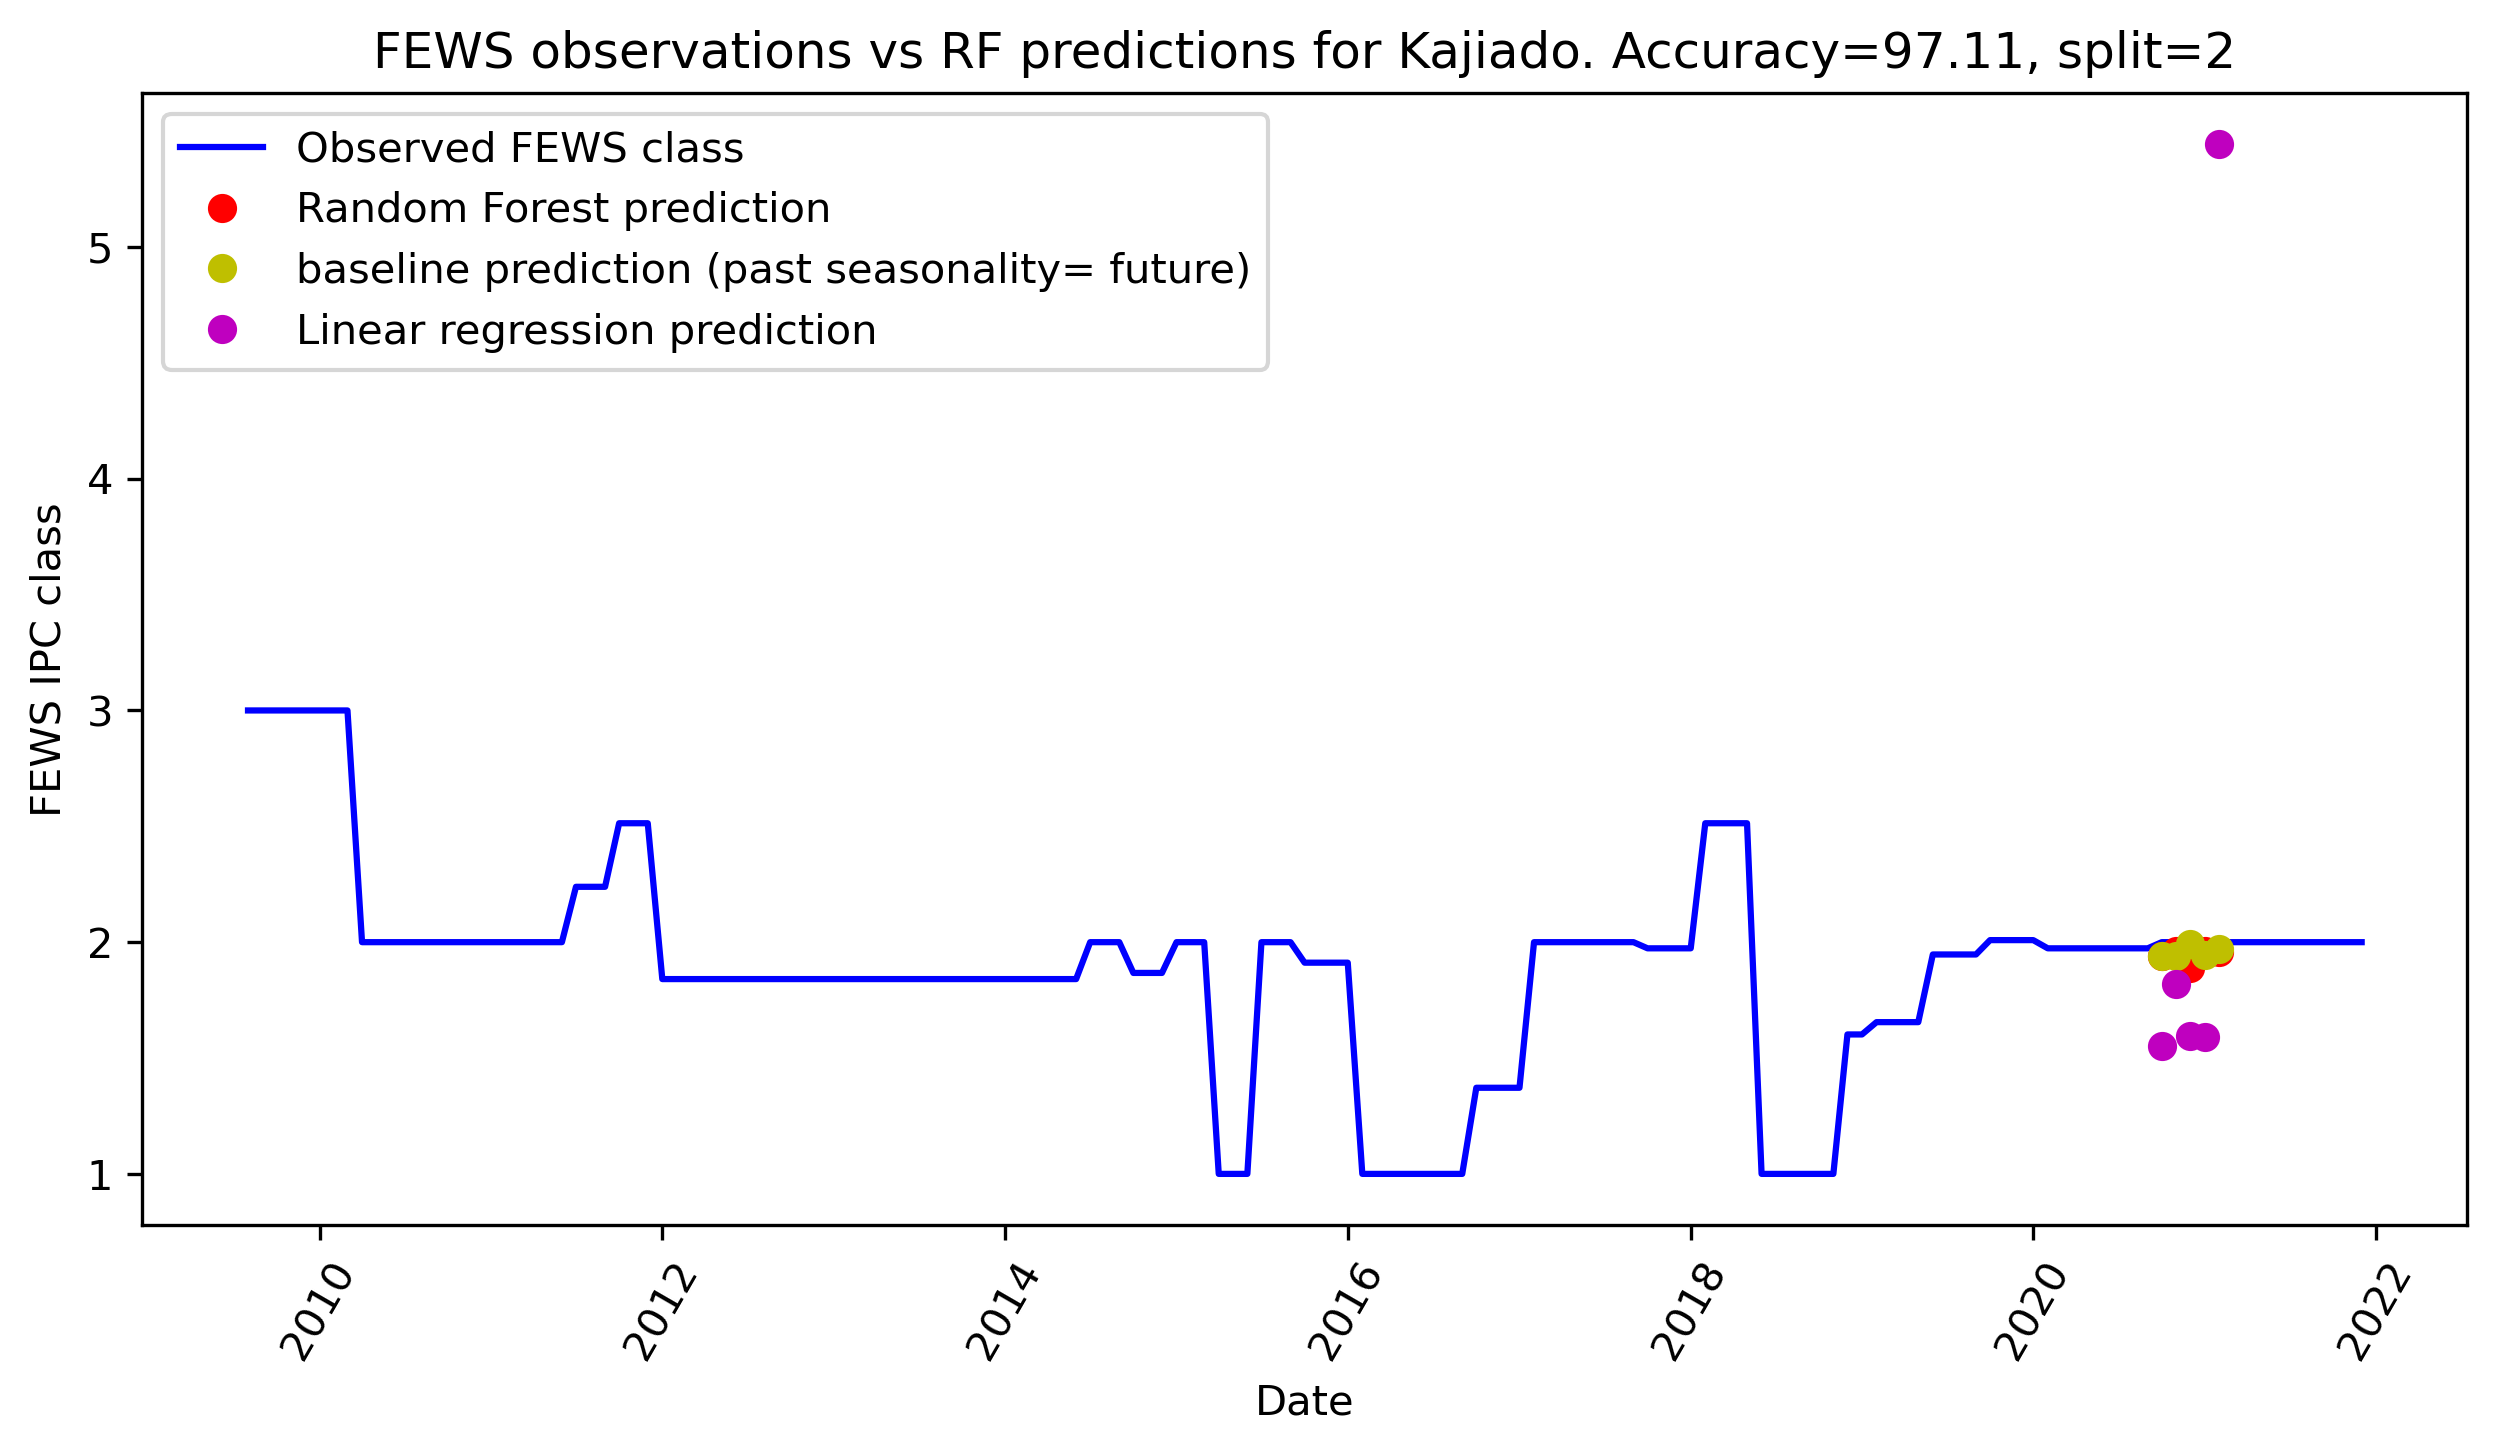 FEWS observations vs RF predictions for Kajiado. Accuracy=97.11, split=2
Observed FEWS class
Random Forest prediction
baseline prediction (past seasonality= future)
Linear regression prediction
5
4
3
2
1
FEWS IPC class
2010
2012
2014
2016
2018
2020
2022
Date